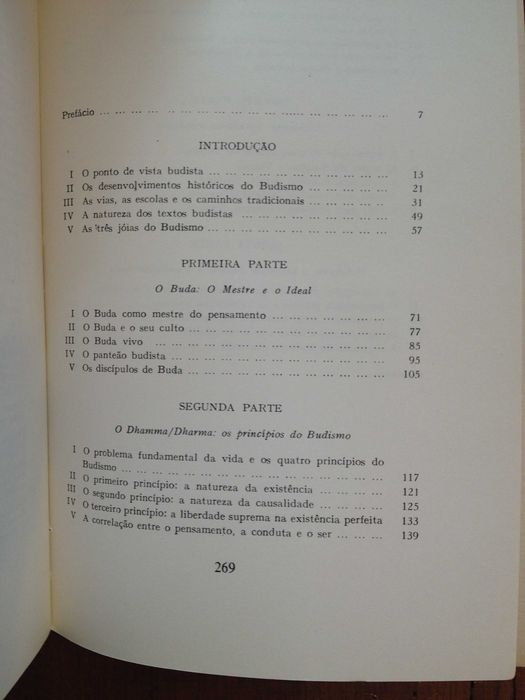 Prefácio ... ... ... ... ... ... ... ... ... ... ... ... ... ... ... ... ... 7
INTRODUÇÃO
I O ponto de vista budista ... ... ... ... ... ... ... ... ... ... 13
II Os desenvolvimentos históricos do Budismo ... ... ... ... ... 21
III As vias, as escolas e os caminhos tradicionais ... ... ... ... ... 31
IV A natureza dos textos budistas ... ... ... ... ... ... ... ... 49
V As três jóias do Budismo ... ... ... ... ... ... ... ... ... ... 57
PRIMEIRA PARTE
O Buda: O Mestre e o Ideal
I O Buda como mestre do pensamento ... ... ... ... ... ... ... 71
II O Buda e o seu culto ... ... ... ... ... ... ... ... ... ... ... 77
III O Buda vivo ... ... ... ... ... ... ... ... ... ... ... ... ... 85
IV O panteão budista ... ... ... ... ... ... ... ... ... ... ... ... 95
V Os discípulos de Buda ... ... ... ... ... ... ... ... ... ... ... 105
SEGUNDA PARTE
O Dhamma/Dharma: os princípios do Budismo
I O problema fundamental da vida e os quatro princípios do
Budismo ... ... ... ... ... ... ... ... ... ... ... ... ... ... 117
II O primeiro princípio: a natureza da existência ... ... ... ... 121
III O segundo princípio: a natureza da causalidade ... ... ... ... 125
IV O terceiro princípio: a liberdade suprema na existência perfeita 133
V A correlação entre o pensamento, a conduta e o ser ... ... ... 139
269